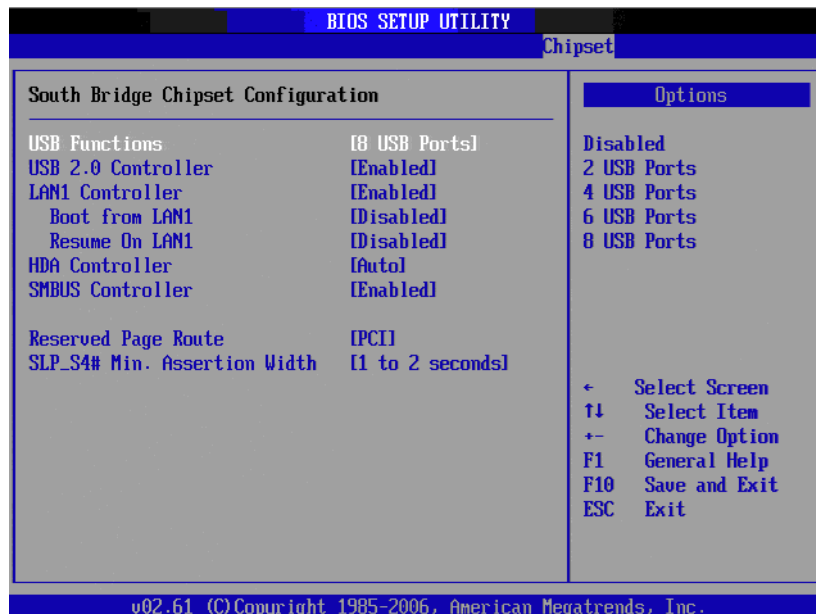 BIOS SETUP UTILITY
Chipset
South Bridge Chipset Configuration
USB Functions [8 USB Ports]
USB 2.0 Controller [Enabled]
LAN1 Controller [Enabled]
Boot from LAN1 [Disabled]
Resume On LAN1 [Disabled]
HDA Controller [Auto]
SMBUS Controller [Enabled]
Reserved Page Route [PCI]
SLP_S4# Min. Assertion Width [1 to 2 seconds]
Options
Disabled
2 USB Ports
4 USB Ports
6 USB Ports
8 USB Ports
← Select Screen
↑↓ Select Item
+- Change Option
F1 General Help
F10 Save and Exit
ESC Exit
v02.61 (C)Copyright 1985-2006, American Megatrends, Inc.